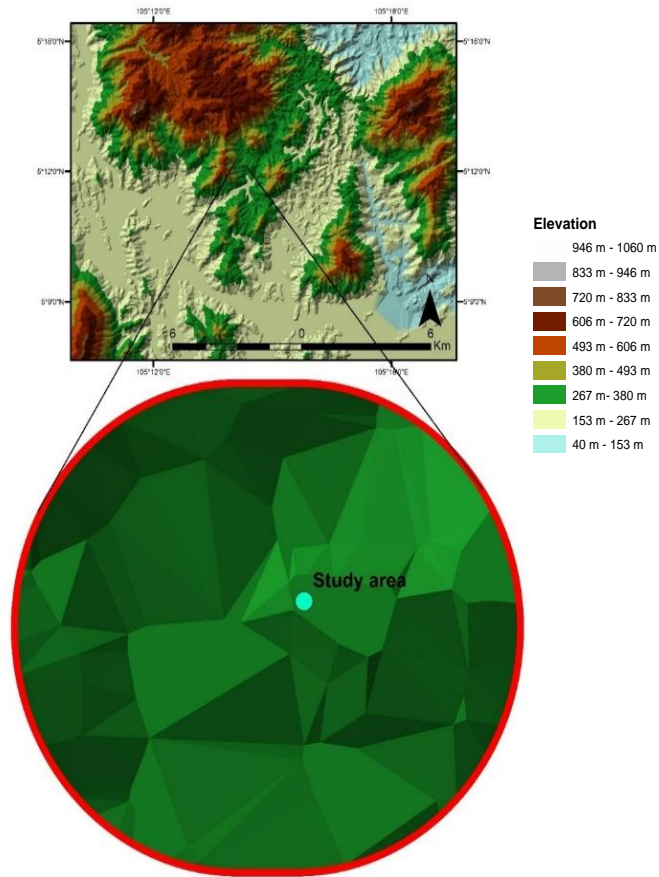 105°12'0"E
105°18'0"E
5°16'0"N
5°16'0"N
5°12'0"N
5°12'0"N
5°9'0"N
5°9'0"N
N
6
0
6
Km
105°12'0"E
105°18'0"E
Elevation
946 m - 1060 m
833 m - 946 m
720 m - 833 m
606 m - 720 m
493 m - 606 m
380 m - 493 m
267 m- 380 m
153 m - 267 m
40 m - 153 m
Study area